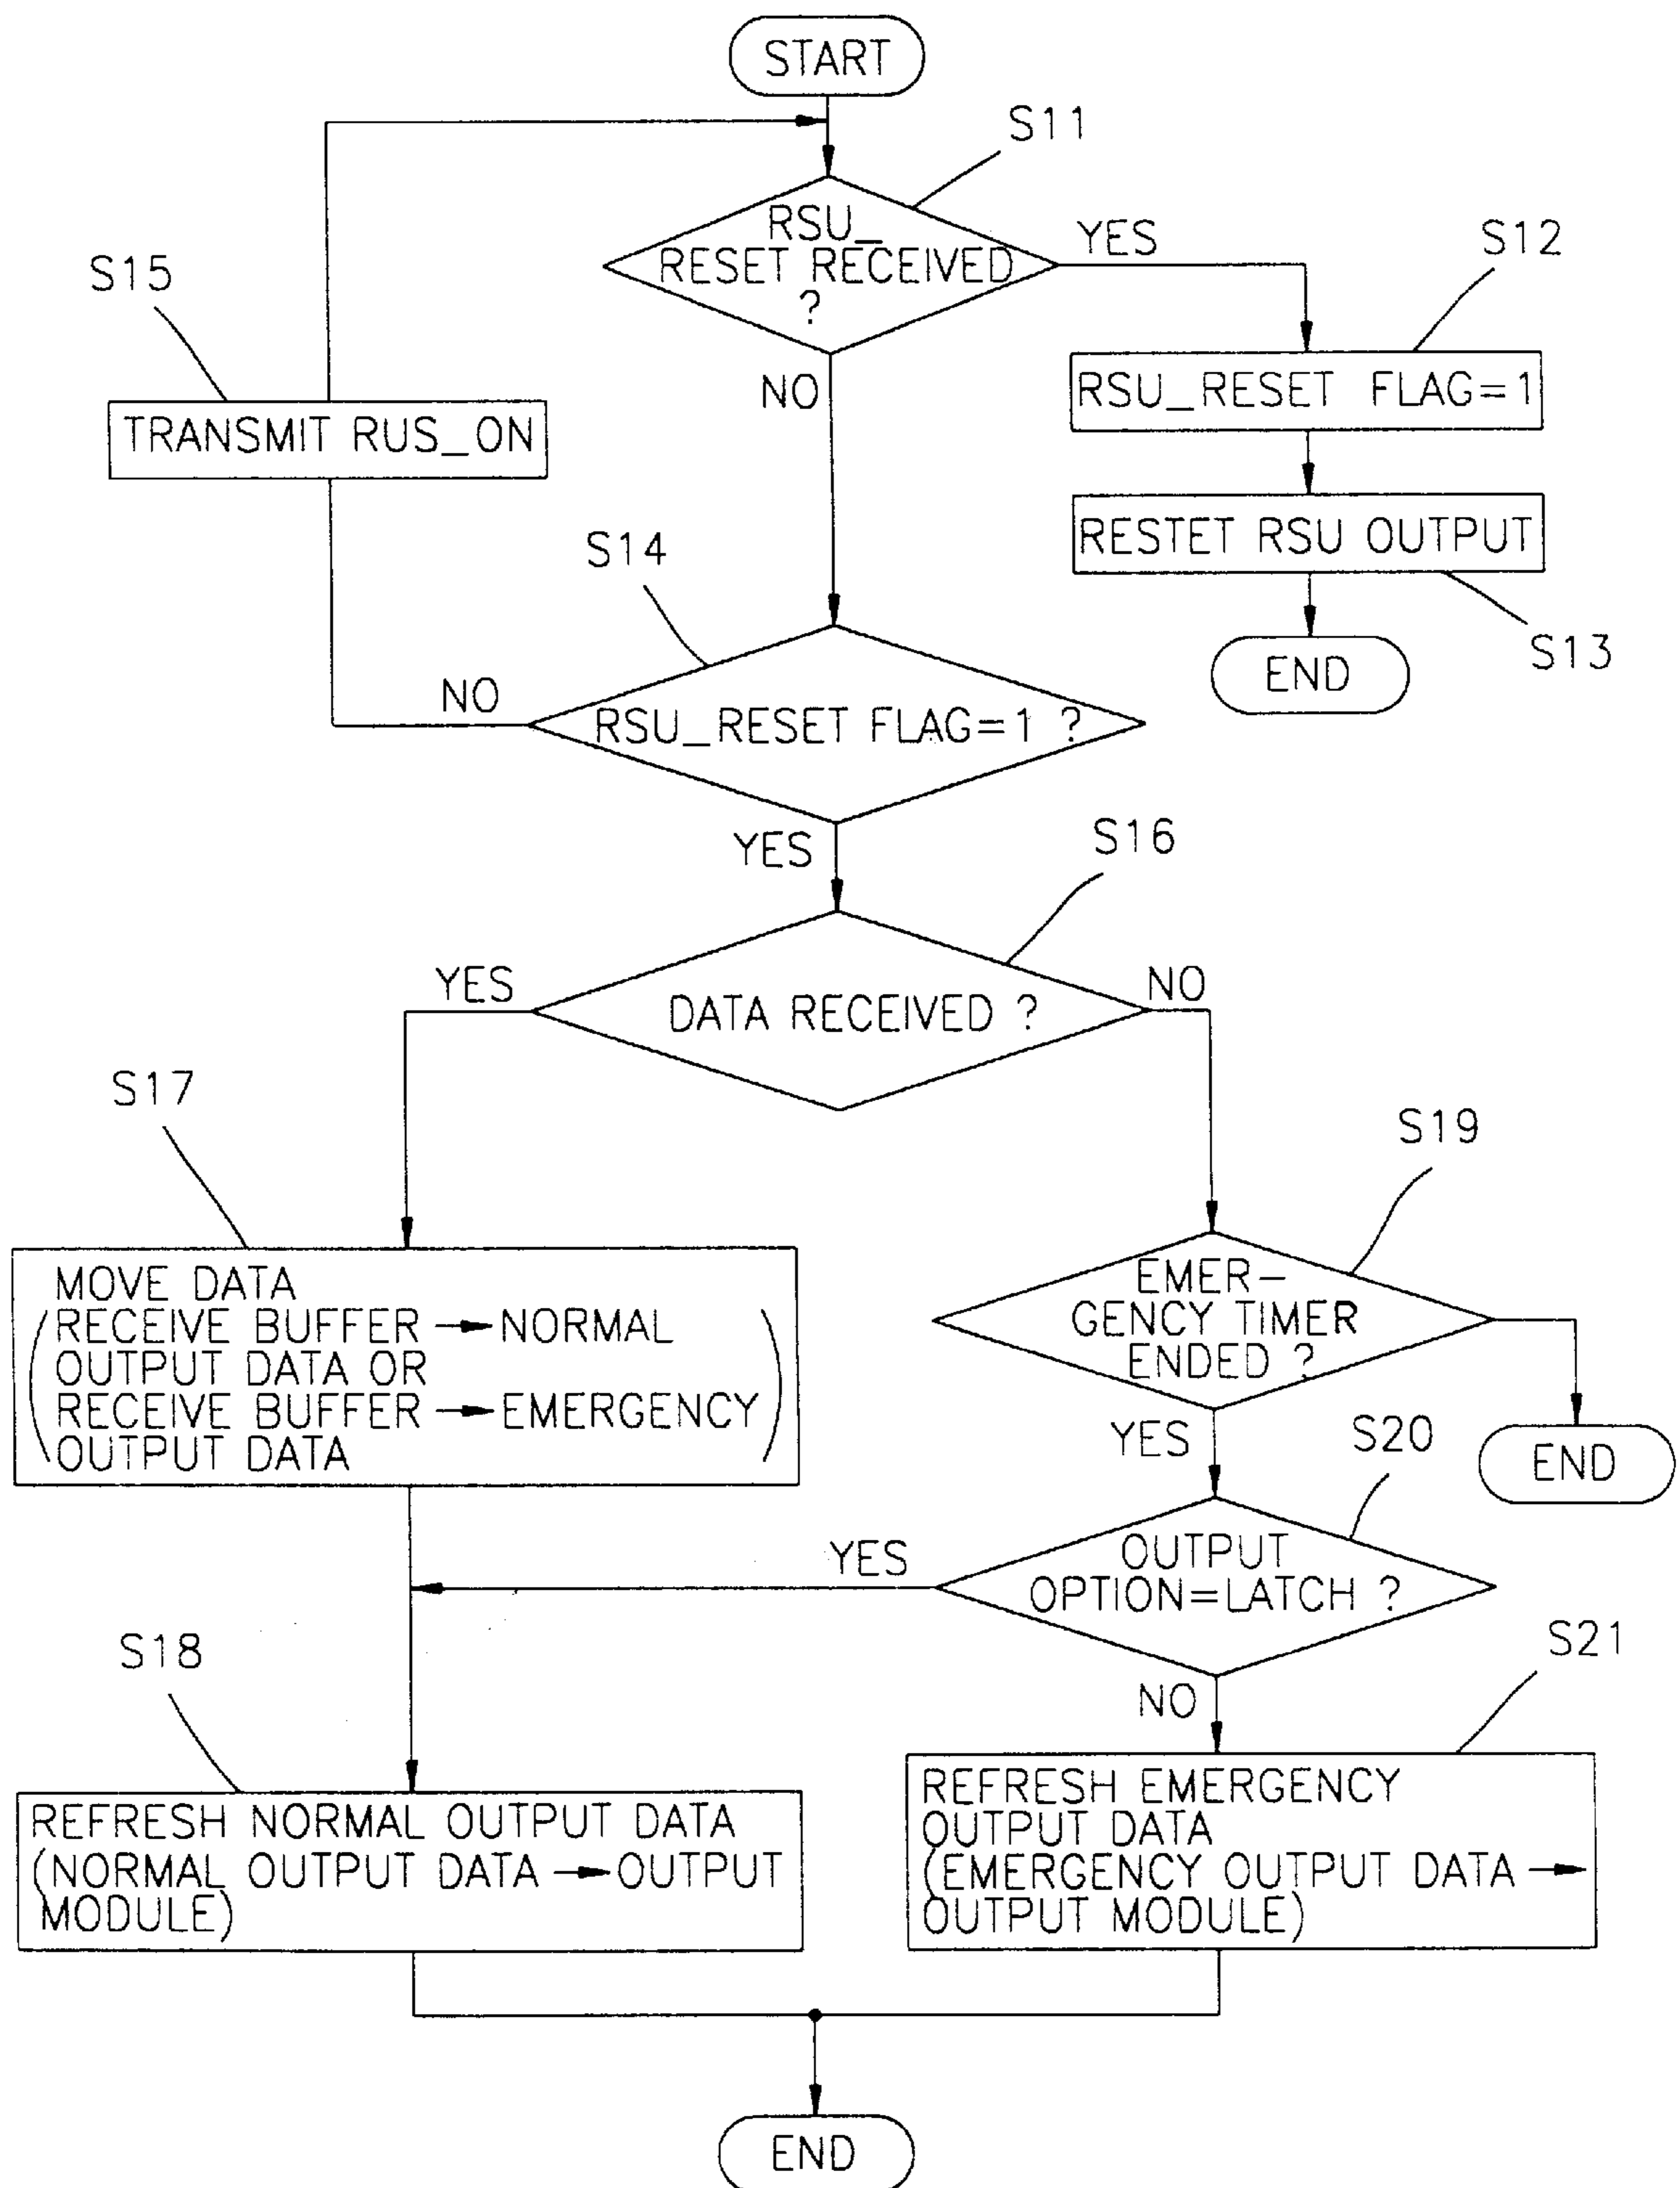 START
S11
RSU_
RESET RECEIVED
?
YES
S12
S15
NO
RSU_RESET FLAG=1
TRANSMIT RUS_ON
RESTET RSU OUTPUT
S14
S13
END
NO
RSU_RESET FLAG=1 ?
YES
S16
YES
NO
DATA RECEIVED ?
S17
S19
MOVE DATA
(RECEIVE BUFFER → NORMAL
OUTPUT DATA OR
RECEIVE BUFFER → EMERGENCY
OUTPUT DATA)
EMER-
GENCY TIMER
ENDED ?
YES
S20
END
YES
OUTPUT
OPTION=LATCH ?
S18
S21
NO
REFRESH NORMAL OUTPUT DATA
(NORMAL OUTPUT DATA → OUTPUT
MODULE)
REFRESH EMERGENCY
OUTPUT DATA
(EMERGENCY OUTPUT DATA →
OUTPUT MODULE)
END